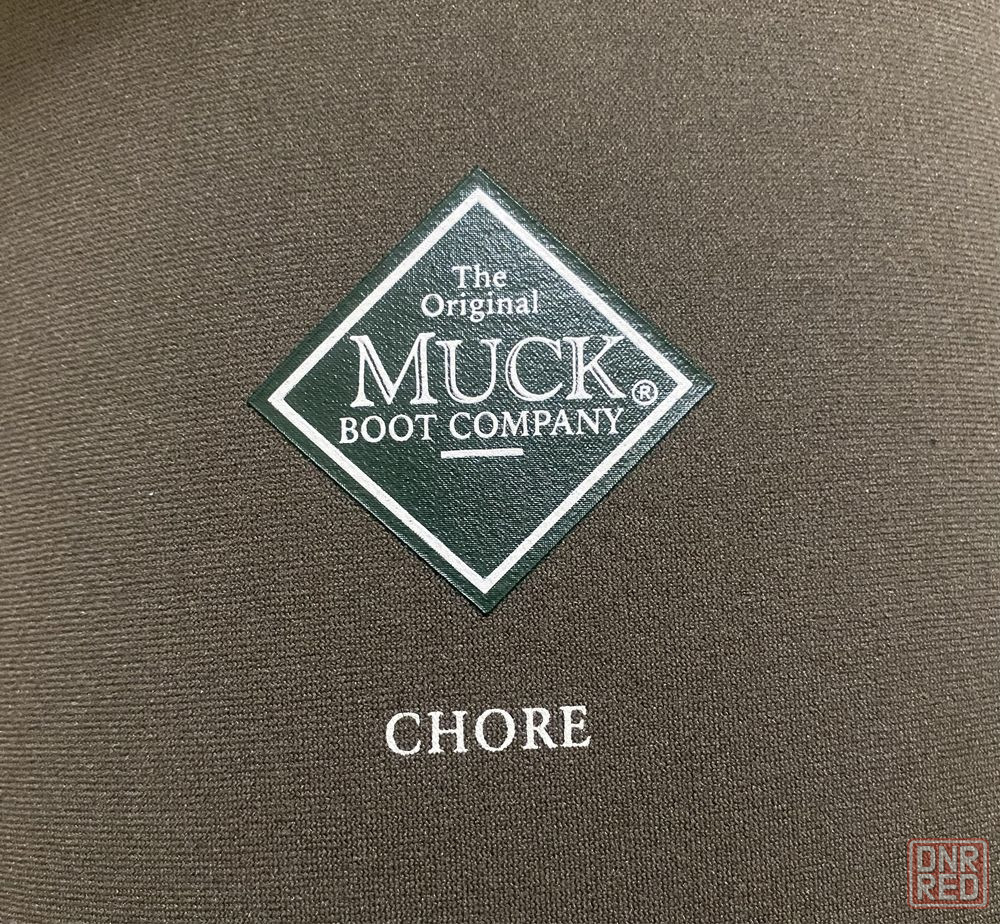 The
Original
MUCK®
BOOT COMPANY
CHORE
DNR
RED